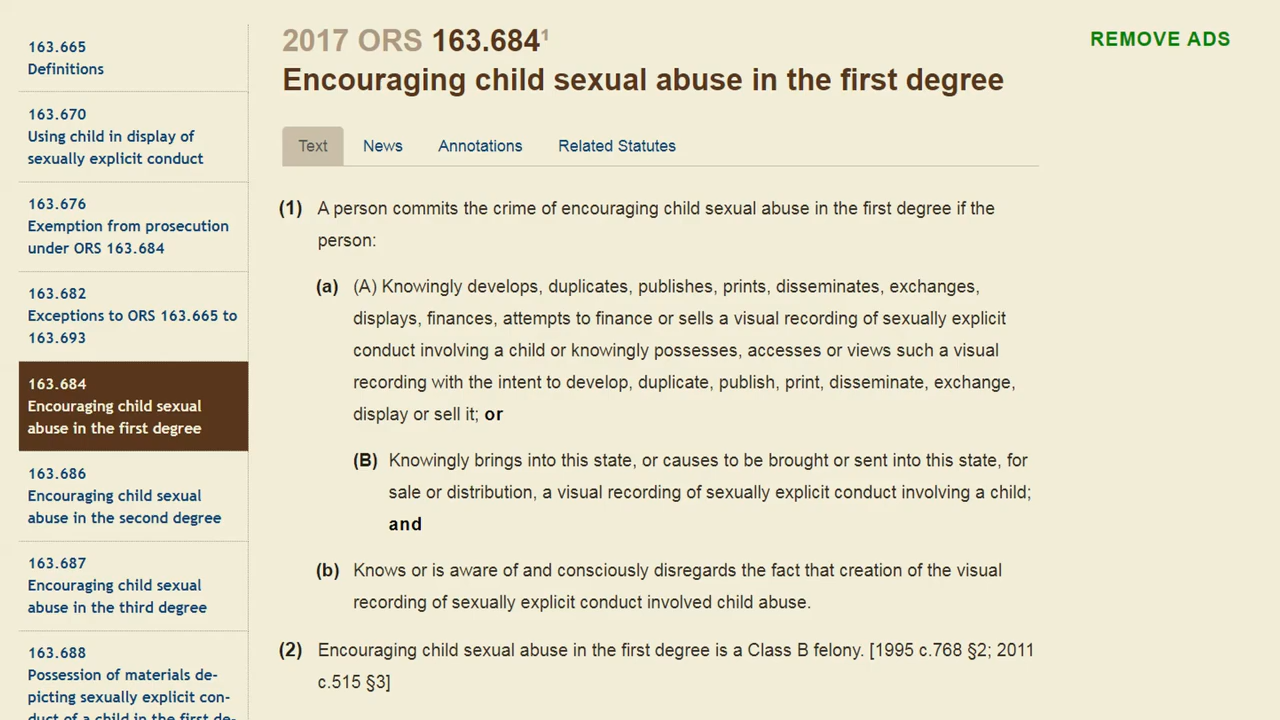 163.665
Definitions
163.670
Using child in display of
sexually explicit conduct
163.676
Exemption from prosecution
under ORS 163.684
163.682
Exceptions to ORS 163.665 to
163.693
163.684
Encouraging child sexual
abuse in the first degree
163.686
Encouraging child sexual
abuse in the second degree
163.687
Encouraging child sexual
abuse in the third degree
163.688
Possession of materials de-
picting sexually explicit con-
duct of a child in the first de-
2017 ORS 163.684¹
Encouraging child sexual abuse in the first degree
Text News Annotations Related Statutes
(1) A person commits the crime of encouraging child sexual abuse in the first degree if the
person:
(a) (A) Knowingly develops, duplicates, publishes, prints, disseminates, exchanges,
displays, finances, attempts to finance or sells a visual recording of sexually explicit
conduct involving a child or knowingly possesses, accesses or views such a visual
recording with the intent to develop, duplicate, publish, print, disseminate, exchange,
display or sell it; or
(B) Knowingly brings into this state, or causes to be brought or sent into this state, for
sale or distribution, a visual recording of sexually explicit conduct involving a child;
and
(b) Knows or is aware of and consciously disregards the fact that creation of the visual
recording of sexually explicit conduct involved child abuse.
(2) Encouraging child sexual abuse in the first degree is a Class B felony. [1995 c.768 §2; 2011
c.515 §3]
REMOVE ADS